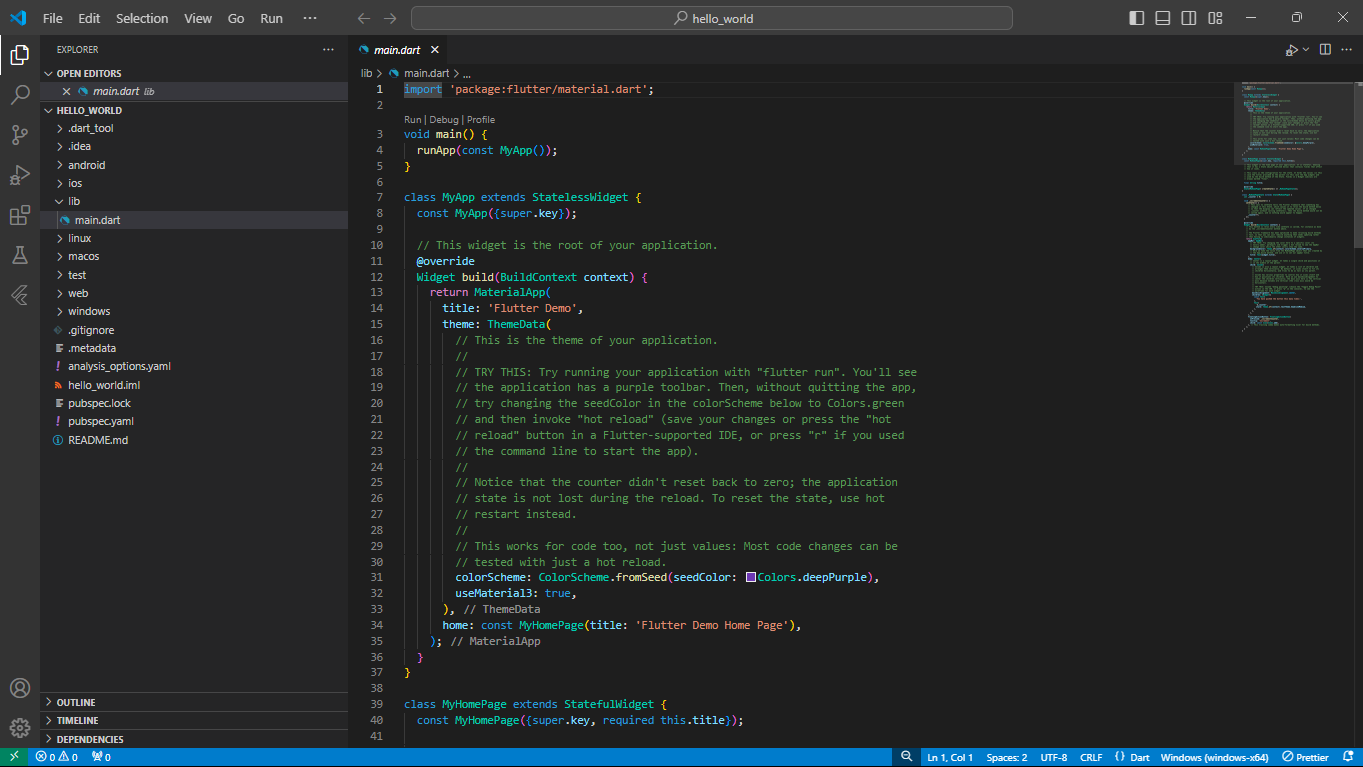 File Edit Selection View Go Run ···
hello_world
EXPLORER
OPEN EDITORS
main.dart lib
HELLO_WORLD
.dart_tool
.idea
android
ios
lib
main.dart
linux
macos
test
web
windows
.gitignore
.metadata
analysis_options.yaml
hello_world.iml
pubspec.lock
pubspec.yaml
README.md
OUTLINE
TIMELINE
DEPENDENCIES
main.dart
lib > main.dart > ...
1 import 'package:flutter/material.dart';
2
Run | Debug | Profile
3 void main() {
4   runApp(const MyApp());
5 }
6
7 class MyApp extends StatelessWidget {
8   const MyApp({super.key});
9
10   // This widget is the root of your application.
11   @override
12   Widget build(BuildContext context) {
13     return MaterialApp(
14       title: 'Flutter Demo',
15       theme: ThemeData(
16         // This is the theme of your application.
17         //
18         // TRY THIS: Try running your application with "flutter run". You'll see
19         // the application has a purple toolbar. Then, without quitting the app,
20         // try changing the seedColor in the colorScheme below to Colors.green
21         // and then invoke "hot reload" (save your changes or press the "hot
22         // reload" button in a Flutter-supported IDE, or press "r" if you used
23         // the command line to start the app).
24         //
25         // Notice that the counter didn't reset back to zero; the application
26         // state is not lost during the reload. To reset the state, use hot
27         // restart instead.
28         //
29         // This works for code too, not just values: Most code changes can be
30         // tested with just a hot reload.
31         colorScheme: ColorScheme.fromSeed(seedColor: Colors.deepPurple),
32         useMaterial3: true,
33       ), // ThemeData
34       home: const MyHomePage(title: 'Flutter Demo Home Page'),
35     ); // MaterialApp
36   }
37 }
38
39 class MyHomePage extends StatefulWidget {
40   const MyHomePage({super.key, required this.title});
41
0 0 0 Ln 1, Col 1 Spaces: 2 UTF-8 CRLF {} Dart Windows (windows-x64) Prettier